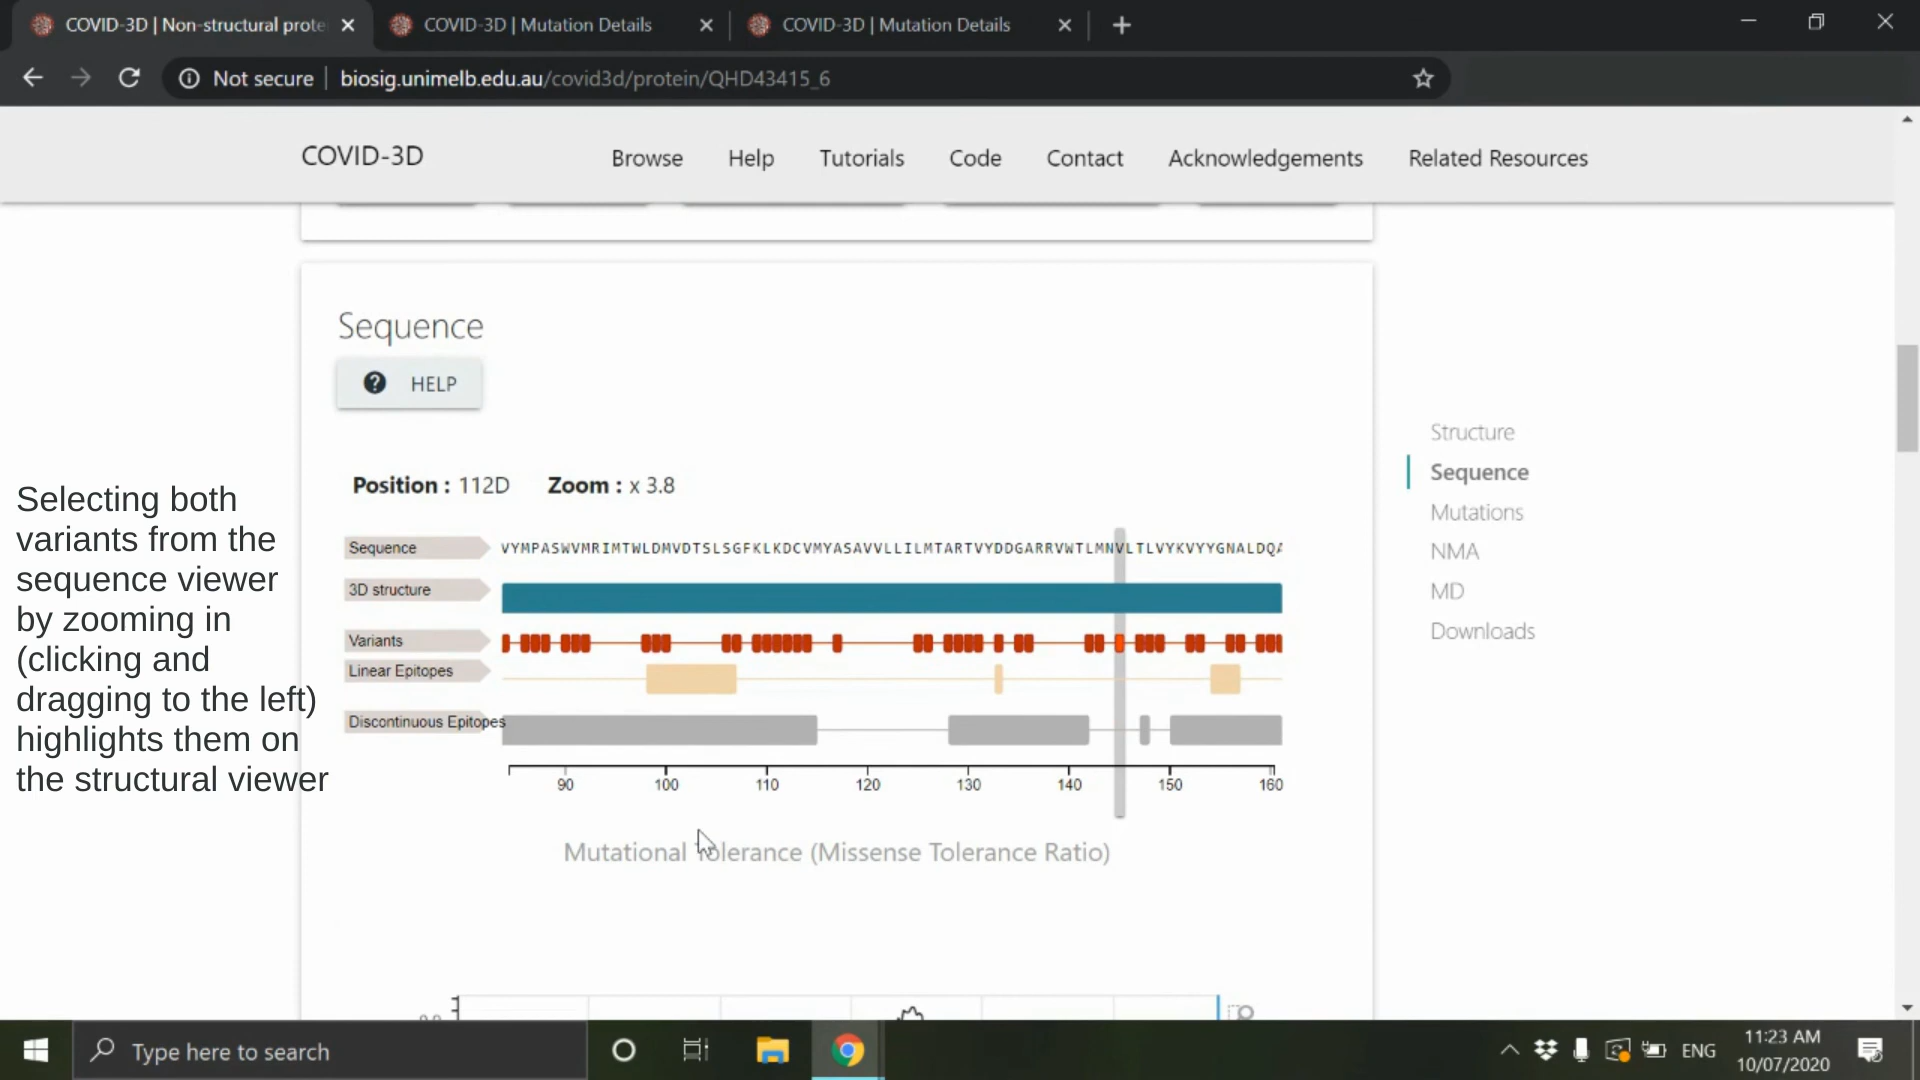 COVID-3D | Non-structural prote
COVID-3D | Mutation Details
COVID-3D | Mutation Details
Not secure
biosig.unimelb.edu.au/covid3d/protein/QHD43415_6
COVID-3D
Browse
Help
Tutorials
Code
Contact
Acknowledgements
Related Resources
Sequence
HELP
Position : 112D
Zoom : x 3.8
Selecting both
variants from the
sequence viewer
by zooming in
(clicking and
dragging to the left)
highlights them on
the structural viewer
Sequence
VYMPASWVMRIMTWLDMVDTSLSGFKLKDCVMYASAVVLLILMTARTVYDDGARRVWTLMNVLTLVYKVYYGNALDQA
3D structure
Variants
Linear Epitopes
Discontinuous Epitopes
90 100 110 120 130 140 150 160
Mutational Tolerance (Missense Tolerance Ratio)
Structure
Sequence
Mutations
NMA
MD
Downloads
Type here to search
ENG
11:23 AM
10/07/2020